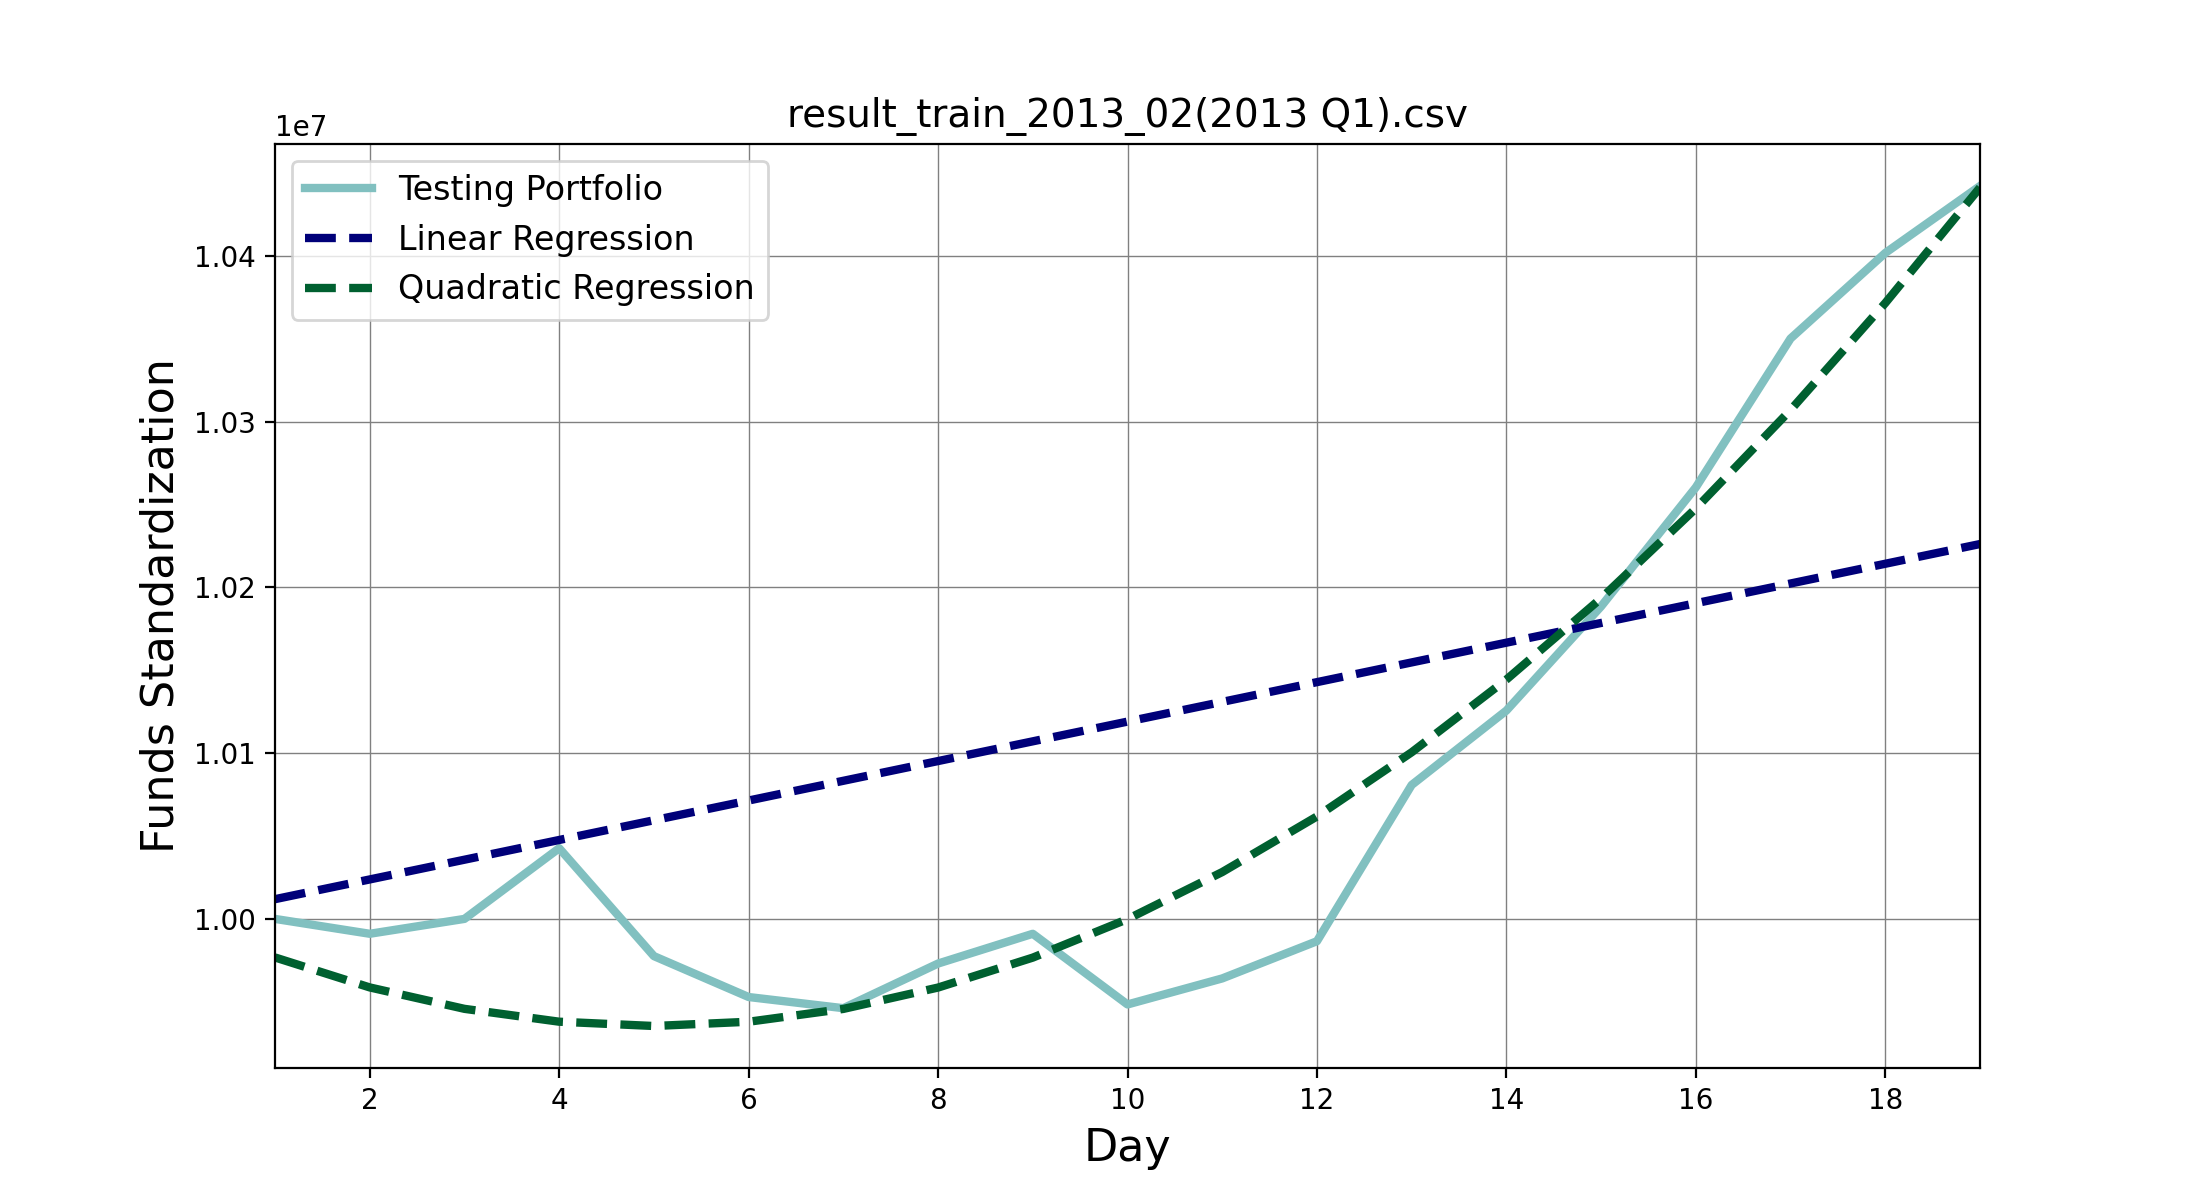 result_train_2013_02(2013 Q1).csv
1e7
Testing Portfolio
Linear Regression
Quadratic Regression
1.04
1.03
1.02
1.01
1.00
Funds Standardization
2 4 6 8 10 12 14 16 18
Day